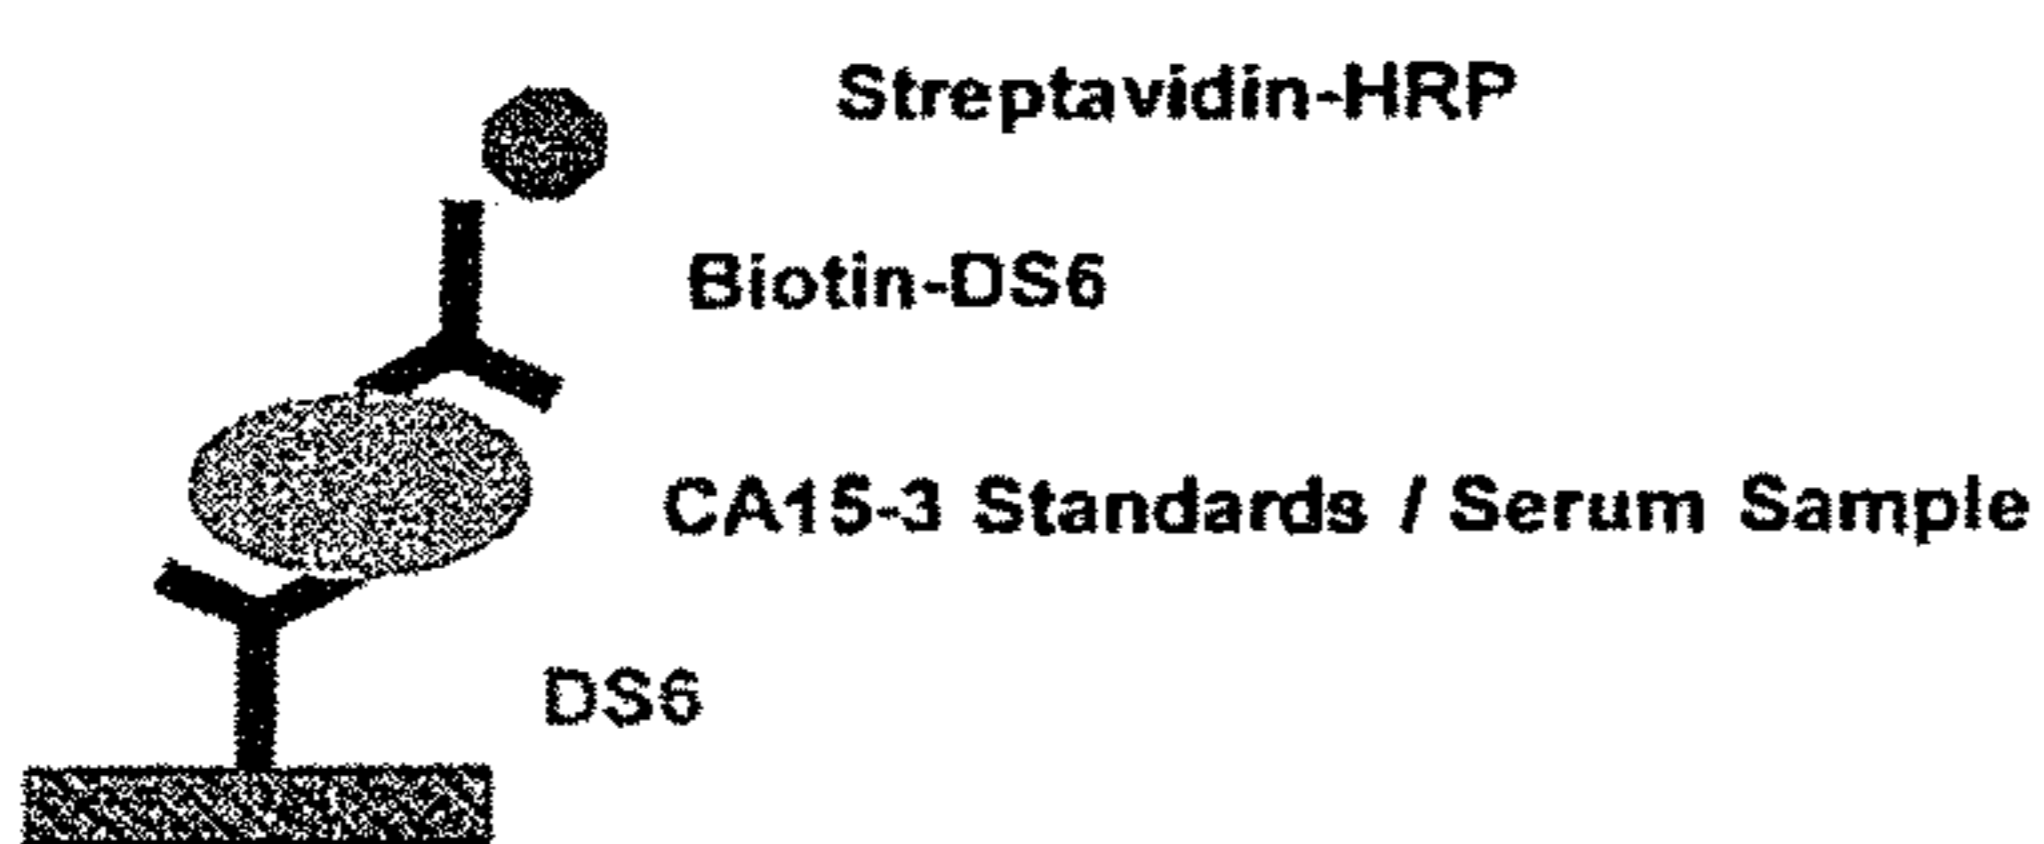 Streptavidin-HRP
Biotin-DS6
CA15-3 Standards / Serum Sample
DS6